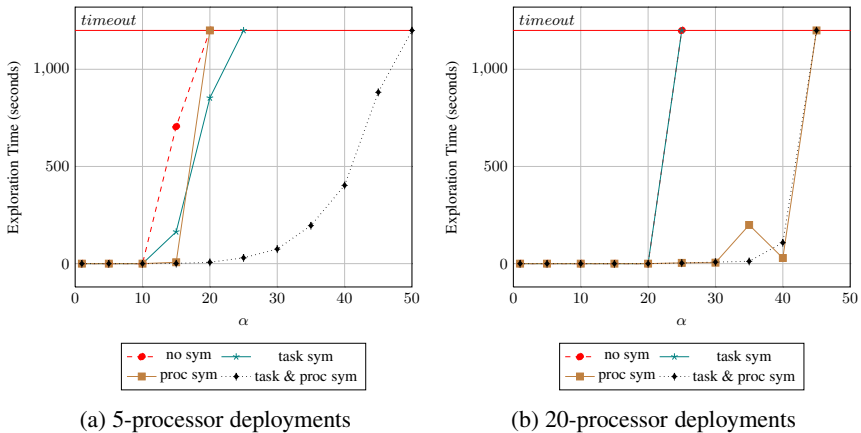 timeout
1,000
500
0
Exploration Time (seconds)
0 10 20 30 40 50
α
no sym task sym
proc sym task & proc sym
(a) 5-processor deployments
timeout
1,000
500
0
Exploration Time (seconds)
0 10 20 30 40 50
α
no sym task sym
proc sym task & proc sym
(b) 20-processor deployments